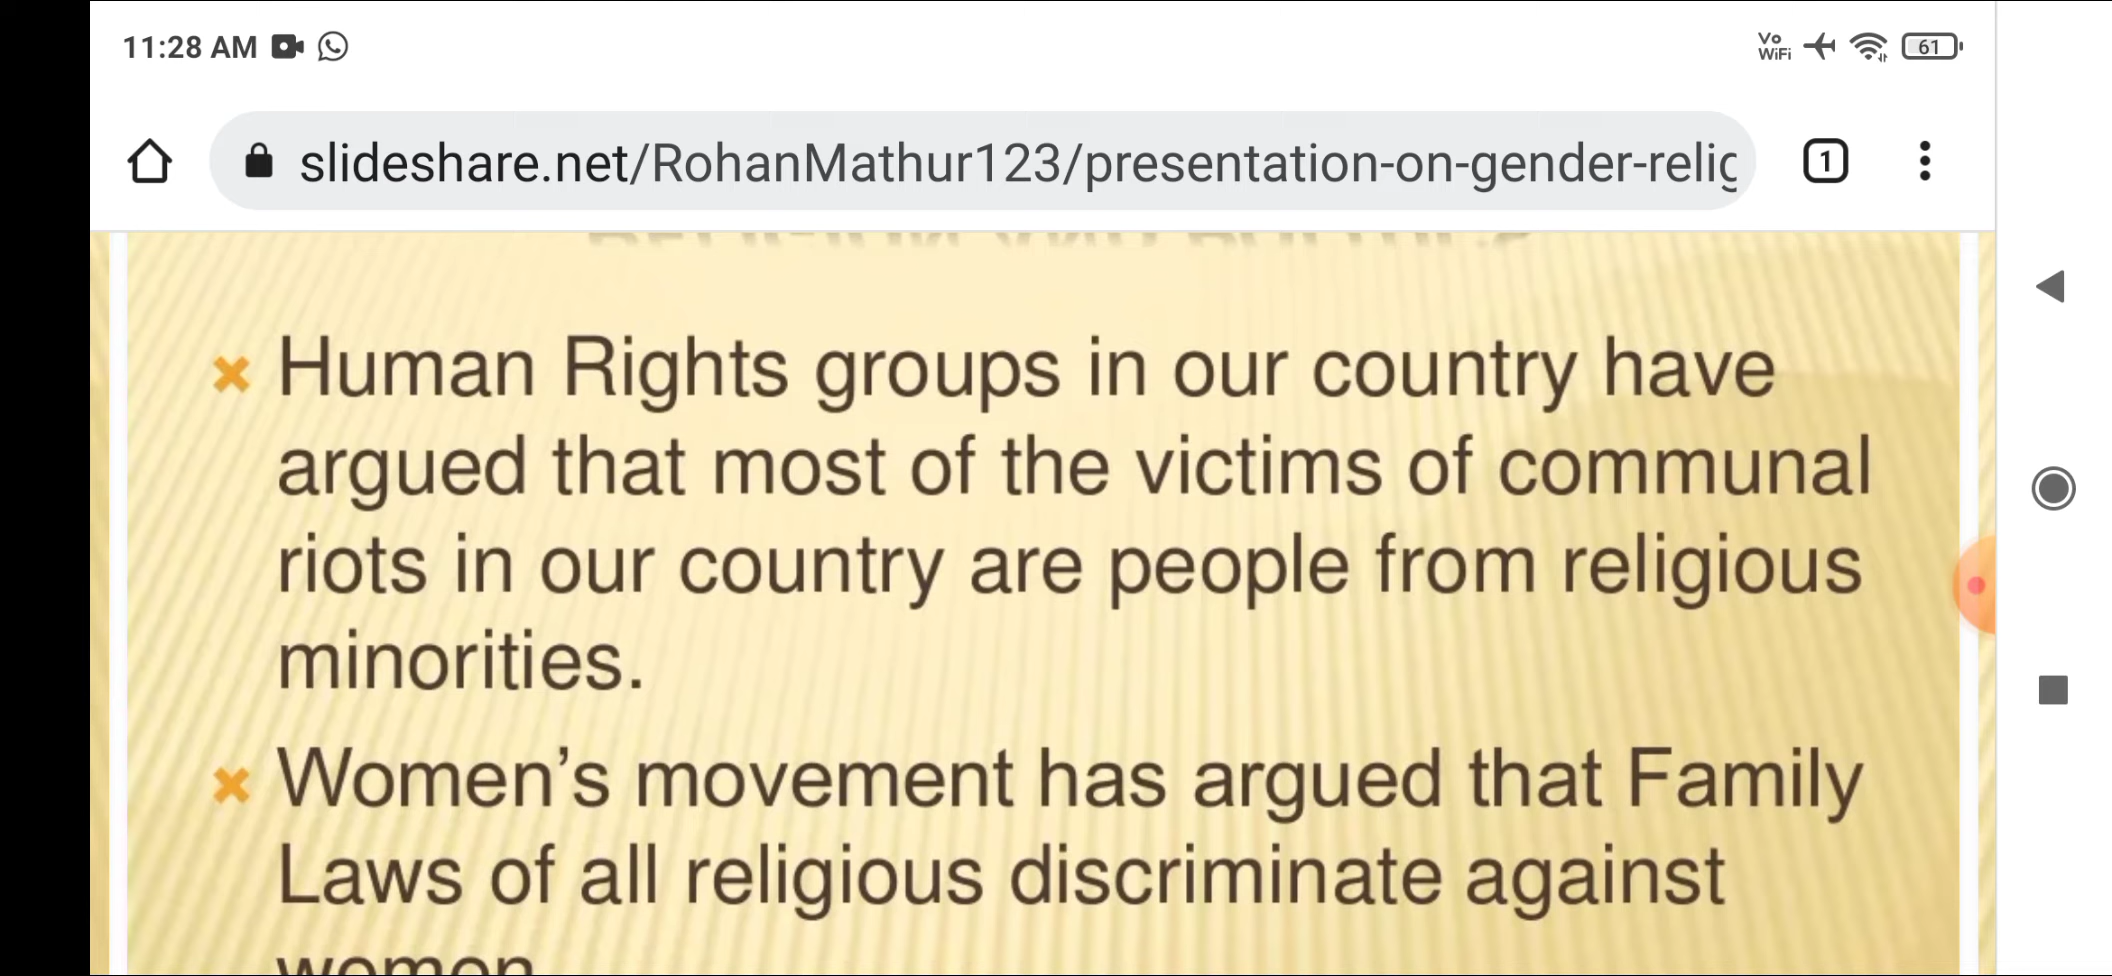 11:28 AM
Vo
WiFi
61
slideshare.net/RohanMathur123/presentation-on-gender-relig
1
Human Rights groups in our country have
argued that most of the victims of communal
riots in our country are people from religious
minorities.
Women’s movement has argued that Family
Laws of all religious discriminate against
women